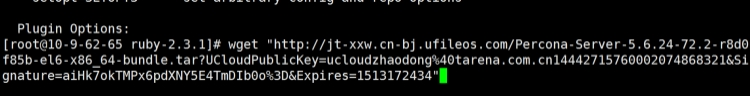 Plugin Options:
[root@10-9-62-65 ruby-2.3.1]# wget "http://jt-xxw.cn-bj.ufileos.com/Percona-Server-5.6.24-72.2-r8d0
f85b-el6-x86_64-bundle.tar?UCloudPublicKey=ucloudzhaodong%40tarena.com.cn14442715760002074868321&Si
gnature=aiHk7okTMPx6pdXNY5E4TmDIb0o%3D&Expires=1513172434"